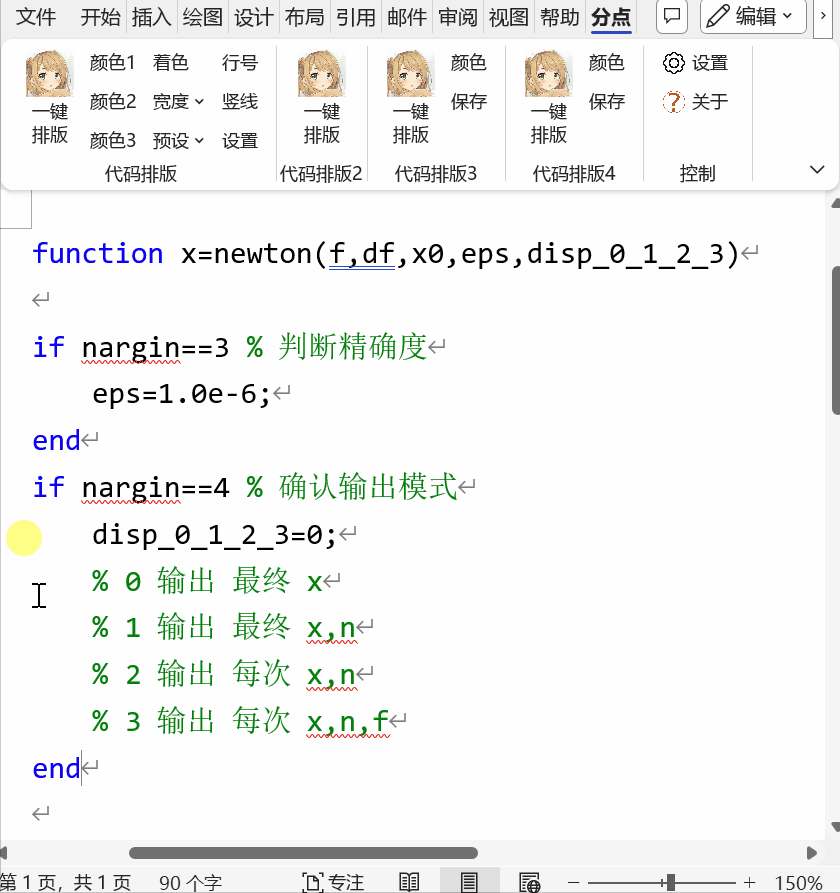 文件 开始 插入 绘图 设计 布局 引用 邮件 审阅 视图 帮助 分点 编辑
颜色1 着色 行号 颜色 颜色 设置
颜色2 宽度 竖线 保存 保存 关于
一键 一键 一键 一键
排版 排版 排版 排版
颜色3 预设 设置
代码排版 代码排版2 代码排版3 代码排版4 控制
function x=newton(f,df,x0,eps,disp_0_1_2_3)
if nargin==3 % 判断精确度
eps=1.0e-6;
end
if nargin==4 % 确认输出模式
disp_0_1_2_3=0;
% 0 输出 最终 x
% 1 输出 最终 x,n
% 2 输出 每次 x,n
% 3 输出 每次 x,n,f
end
第 1 页，共 1 页 90 个字 专注 150%